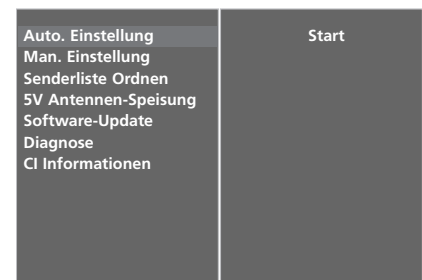 Auto. Einstellung Start
Man. Einstellung
Senderliste Ordnen
5V Antennen-Speisung
Software-Update
Diagnose
CI Informationen